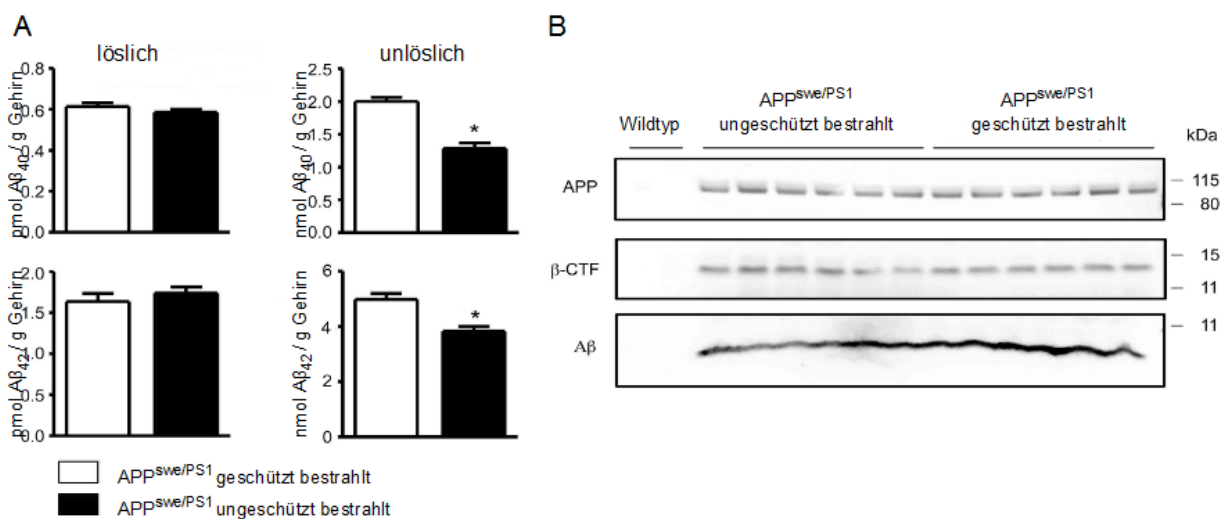 A
löslich
unlöslich
pmol Aβ40 / g Gehirn
0.8
0.6
0.4
0.2
0.0
nmol Aβ40 / g Gehirn
2.5
2.0
1.5
1.0
0.5
0.0
*
pmol Aβ42 / g Gehirn
2.0
1.5
1.0
0.5
0.0
nmol Aβ42 / g Gehirn
6
4
2
0
*
APPswe/PS1 geschützt bestrahlt
APPswe/PS1 ungeschützt bestrahlt
B
Wildtyp
APPswe/PS1
ungeschützt bestrahlt
APPswe/PS1
geschützt bestrahlt
kDa
APP
115
80
β-CTF
15
11
Aβ
11